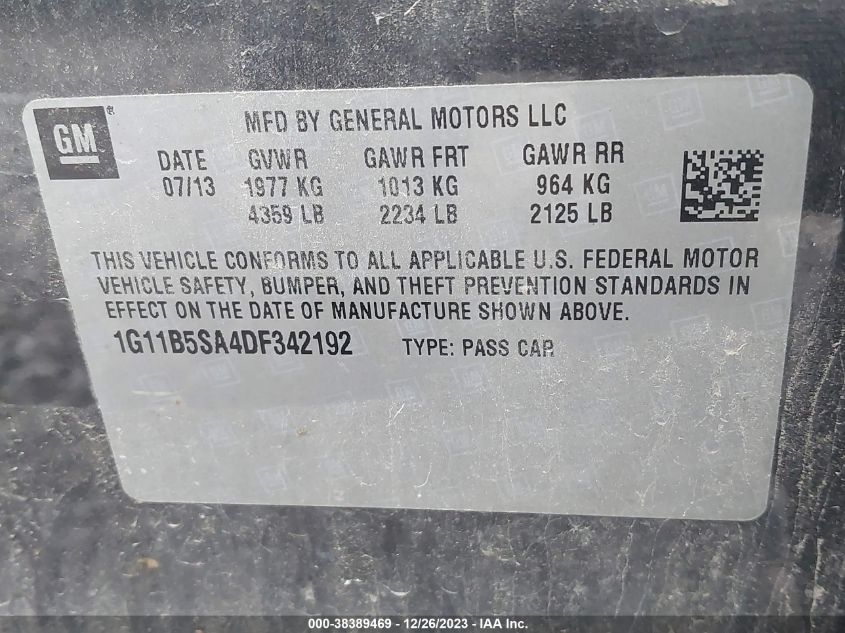 GM ®
MFD BY GENERAL MOTORS LLC
DATE GVWR GAWR FRT GAWR RR
07/13 1977 KG 1013 KG 964 KG
4359 LB 2234 LB 2125 LB
THIS VEHICLE CONFORMS TO ALL APPLICABLE U.S. FEDERAL MOTOR
VEHICLE SAFETY, BUMPER, AND THEFT PREVENTION STANDARDS IN
EFFECT ON THE DATE OF MANUFACTURE SHOWN ABOVE.
1G11B5SA4DF342192 TYPE: PASS CAR
000-38389469 - 12/26/2023 - IAA Inc.